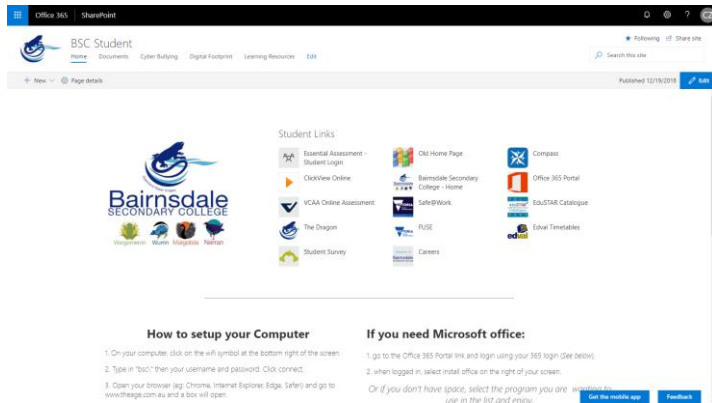 Office 365 SharePoint
BSC Student
Following Share site
Home Documents Cyber Bullying Digital Footprint Learning Resources Edit
Search this site
+ New Page details
Published 12/19/2018 Edit
Student Links
Essential Assessment - Student Login
Old Home Page
Compass
ClickView Online
Bairnsdale Secondary College - Home
Office 365 Portal
VCAA Online Assessment
Safe@Work
EduSTAR Catalogue
The Dragon
FUSE
Edval Timetables
Student Survey
Careers
Bairnsdale
SECONDARY COLLEGE
Wurrin Narran
edval
How to setup your Computer
If you need Microsoft office:
1. On your computer, click on the wifi symbol at the bottom right of the screen.
1. go to the Office 365 Portal link and login using your 365 login (See below).
2. Type in "bsc\" then your username and password. Click connect.
2. when logged in, select install office on the right of your screen.
3. Open your browser (eg: Chrome, Internet Explorer, Edge, Safari) and go to
www.theage.com.au and a box will open.
Or if you don't have space, select the program you are wanting to
use in the list and enjoy.
Get the mobile app Feedback